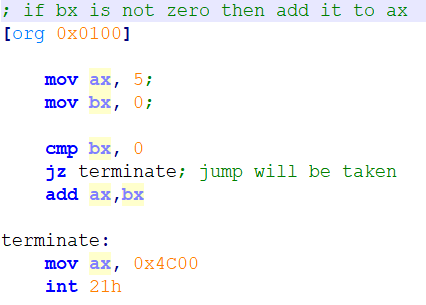 ; if bx is not zero then add it to ax
[org 0x0100]
mov ax, 5;
mov bx, 0;
cmp bx, 0
jz terminate; jump will be taken
add ax,bx
terminate:
mov ax, 0x4C00
int 21h